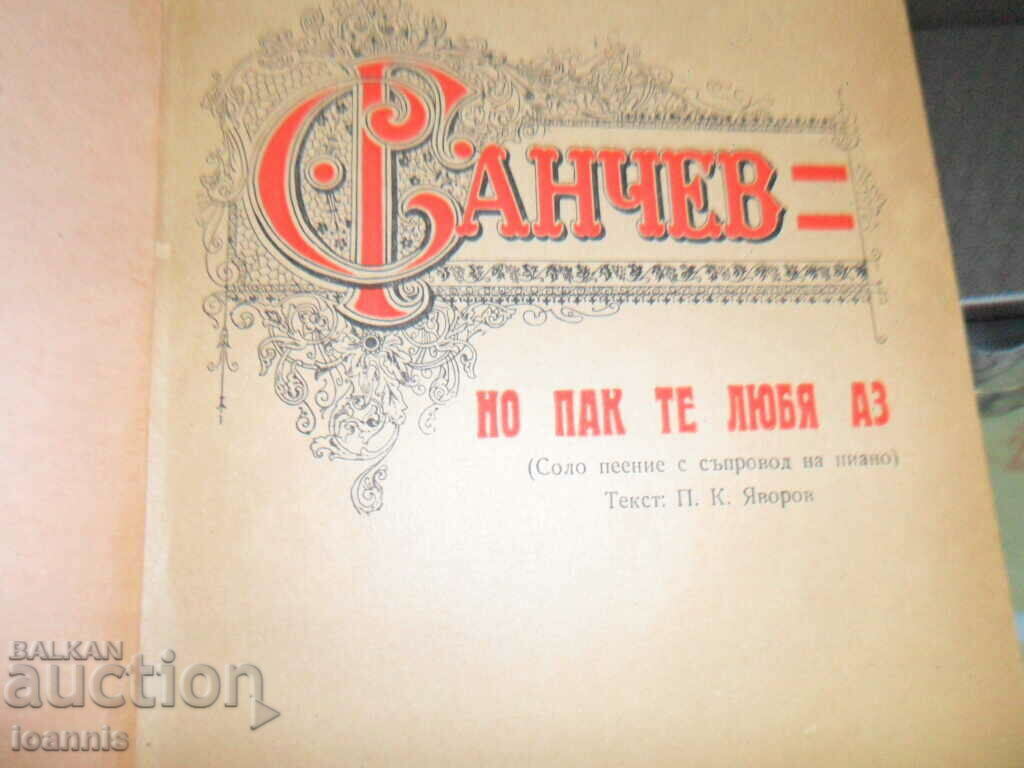 Р САНЧЕВ
НО ПАК ТЕ ЛЮБЯ АЗ
(Соло пеение с съпровод на пиано)
Текст: П. К. Яворов
BALKAN
auction
ioannis